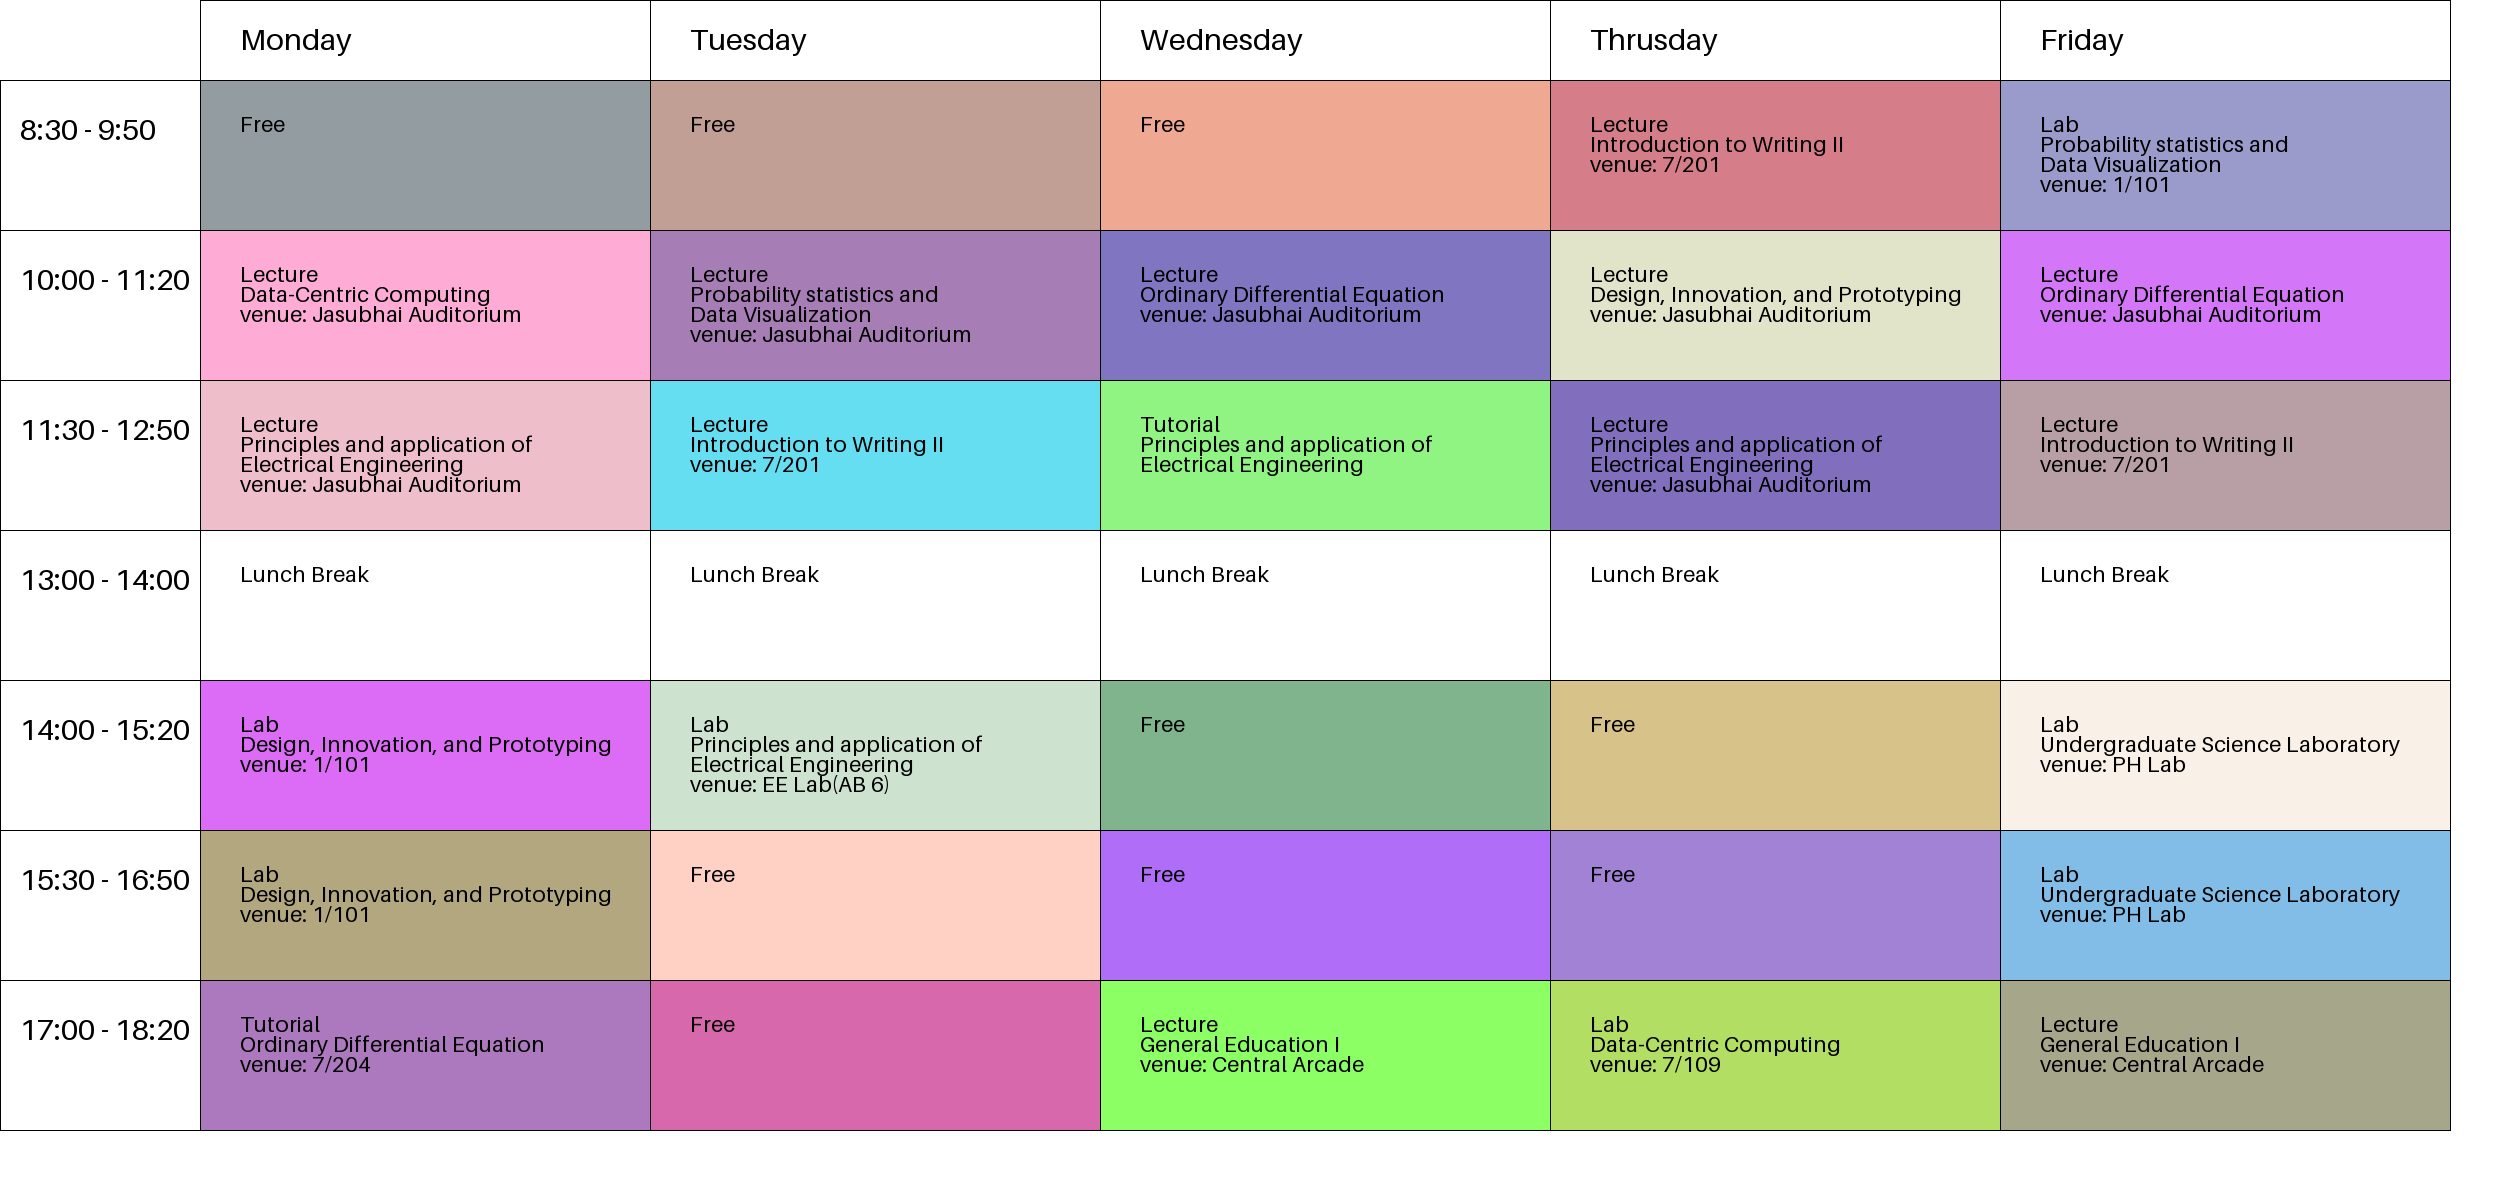 Monday
Tuesday
Wednesday
Thrusday
Friday
8:30 - 9:50
Free
Free
Free
Lecture
Introduction to Writing II
venue: 7/201
Lab
Probability statistics and
Data Visualization
venue: 1/101
10:00 - 11:20
Lecture
Data-Centric Computing
venue: Jasubhai Auditorium
Lecture
Probability statistics and
Data Visualization
venue: Jasubhai Auditorium
Lecture
Ordinary Differential Equation
venue: Jasubhai Auditorium
Lecture
Design, Innovation, and Prototyping
venue: Jasubhai Auditorium
Lecture
Ordinary Differential Equation
venue: Jasubhai Auditorium
11:30 - 12:50
Lecture
Principles and application of
Electrical Engineering
venue: Jasubhai Auditorium
Lecture
Introduction to Writing II
venue: 7/201
Tutorial
Principles and application of
Electrical Engineering
Lecture
Principles and application of
Electrical Engineering
venue: Jasubhai Auditorium
Lecture
Introduction to Writing II
venue: 7/201
13:00 - 14:00
Lunch Break
Lunch Break
Lunch Break
Lunch Break
Lunch Break
14:00 - 15:20
Lab
Design, Innovation, and Prototyping
venue: 1/101
Lab
Principles and application of
Electrical Engineering
venue: EE Lab(AB 6)
Free
Free
Lab
Undergraduate Science Laboratory
venue: PH Lab
15:30 - 16:50
Lab
Design, Innovation, and Prototyping
venue: 1/101
Free
Free
Free
Lab
Undergraduate Science Laboratory
venue: PH Lab
17:00 - 18:20
Tutorial
Ordinary Differential Equation
venue: 7/204
Free
Lecture
General Education I
venue: Central Arcade
Lab
Data-Centric Computing
venue: 7/109
Lecture
General Education I
venue: Central Arcade